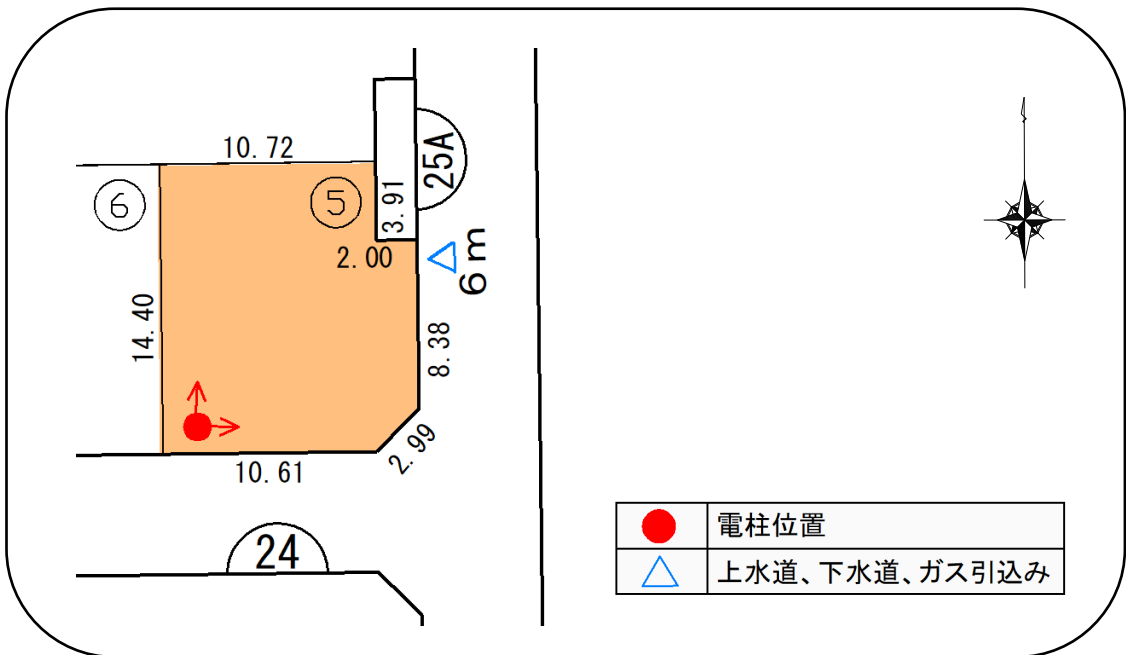 10.72
25A
⑥
⑤
3.91
2.00
6m
14.40
8.38
2.99
10.61
24
電柱位置
上水道、下水道、ガス引込み